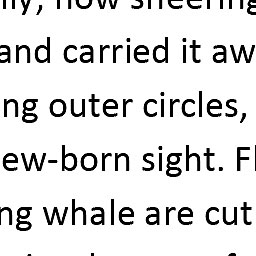 and carried it aw
ng outer circles,
ew-born sight. Fl
ng whale are cut